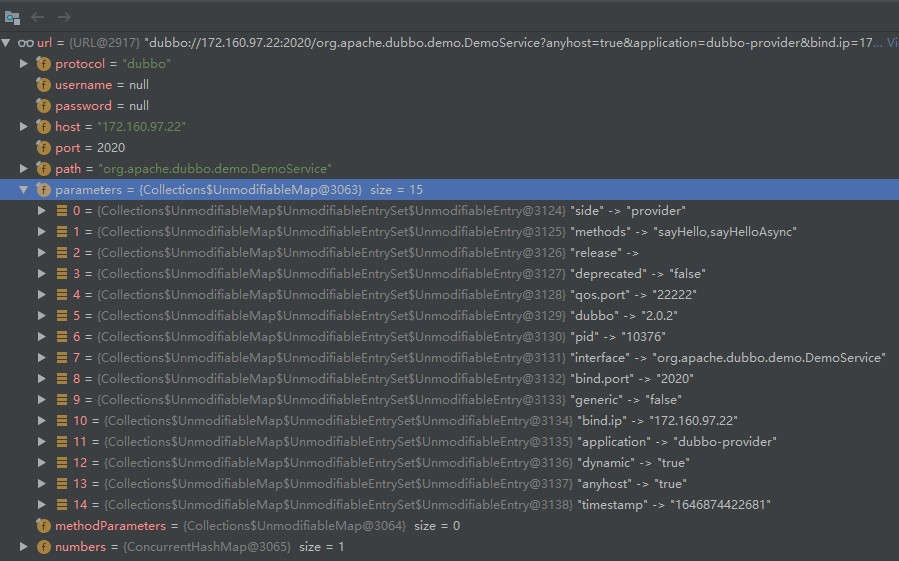 url = {URL@2917} "dubbo://172.160.97.22:2020/org.apache.dubbo.demo.DemoService?anyhost=true&application=dubbo-provider&bind.ip=17... Vi
protocol = "dubbo"
username = null
password = null
host = "172.160.97.22"
port = 2020
path = "org.apache.dubbo.demo.DemoService"
parameters = {Collections$UnmodifiableMap@3063} size = 15
0 = {Collections$UnmodifiableMap$UnmodifiableEntrySet$UnmodifiableEntry@3124} "side" -> "provider"
1 = {Collections$UnmodifiableMap$UnmodifiableEntrySet$UnmodifiableEntry@3125} "methods" -> "sayHello,sayHelloAsync"
2 = {Collections$UnmodifiableMap$UnmodifiableEntrySet$UnmodifiableEntry@3126} "release" ->
3 = {Collections$UnmodifiableMap$UnmodifiableEntrySet$UnmodifiableEntry@3127} "deprecated" -> "false"
4 = {Collections$UnmodifiableMap$UnmodifiableEntrySet$UnmodifiableEntry@3128} "qos.port" -> "22222"
5 = {Collections$UnmodifiableMap$UnmodifiableEntrySet$UnmodifiableEntry@3129} "dubbo" -> "2.0.2"
6 = {Collections$UnmodifiableMap$UnmodifiableEntrySet$UnmodifiableEntry@3130} "pid" -> "10376"
7 = {Collections$UnmodifiableMap$UnmodifiableEntrySet$UnmodifiableEntry@3131} "interface" -> "org.apache.dubbo.demo.DemoService"
8 = {Collections$UnmodifiableMap$UnmodifiableEntrySet$UnmodifiableEntry@3132} "bind.port" -> "2020"
9 = {Collections$UnmodifiableMap$UnmodifiableEntrySet$UnmodifiableEntry@3133} "generic" -> "false"
10 = {Collections$UnmodifiableMap$UnmodifiableEntrySet$UnmodifiableEntry@3134} "bind.ip" -> "172.160.97.22"
11 = {Collections$UnmodifiableMap$UnmodifiableEntrySet$UnmodifiableEntry@3135} "application" -> "dubbo-provider"
12 = {Collections$UnmodifiableMap$UnmodifiableEntrySet$UnmodifiableEntry@3136} "dynamic" -> "true"
13 = {Collections$UnmodifiableMap$UnmodifiableEntrySet$UnmodifiableEntry@3137} "anyhost" -> "true"
14 = {Collections$UnmodifiableMap$UnmodifiableEntrySet$UnmodifiableEntry@3138} "timestamp" -> "1646874422681"
methodParameters = {Collections$UnmodifiableMap@3064} size = 0
numbers = {ConcurrentHashMap@3065} size = 1